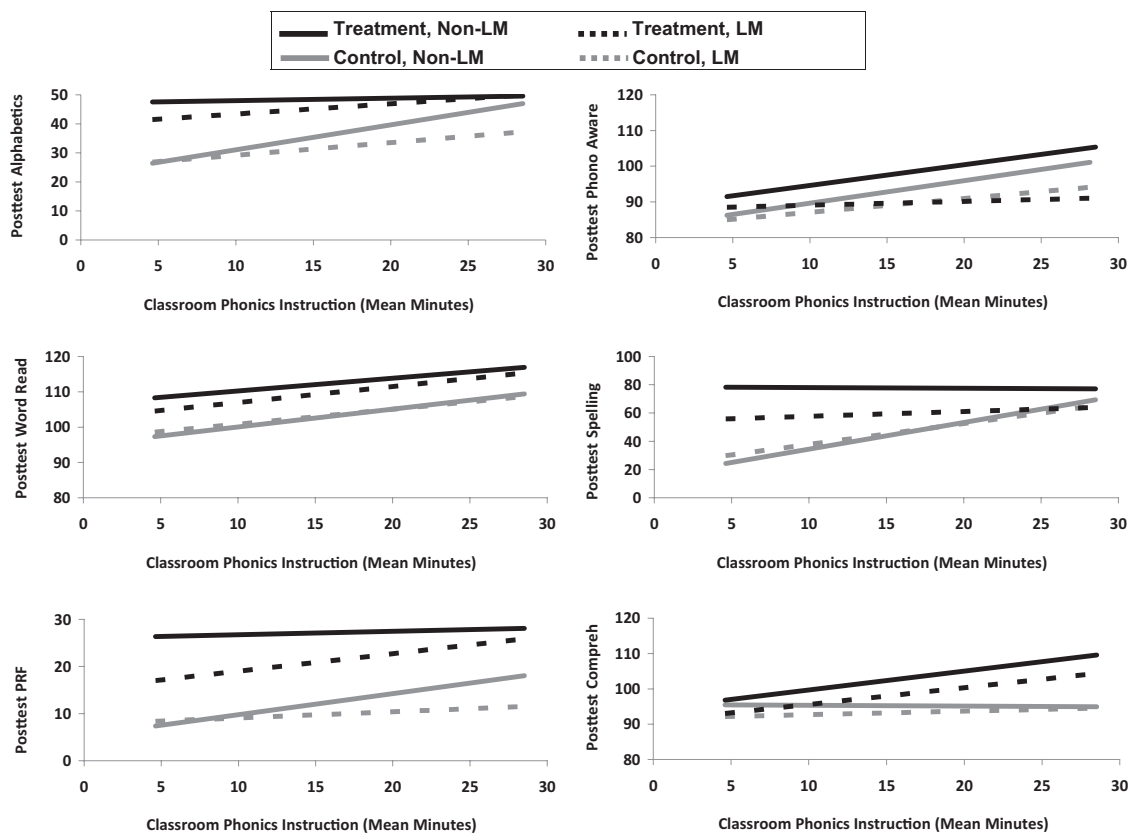 Treatment, Non-LM Treatment, LM
Control, Non-LM Control, LM
Posttest Alphabetics
50
40
30
20
10
0
0 5 10 15 20 25 30
Classroom Phonics Instruction (Mean Minutes)
Posttest Phono Aware
120
110
100
90
80
0 5 10 15 20 25 30
Classroom Phonics Instruction (Mean Minutes)
Posttest Word Read
120
110
100
90
80
0 5 10 15 20 25 30
Classroom Phonics Instruction (Mean Minutes)
Posttest Spelling
100
80
60
40
20
0
0 5 10 15 20 25 30
Classroom Phonics Instruction (Mean Minutes)
Posttest PRF
30
20
10
0
0 5 10 15 20 25 30
Classroom Phonics Instruction (Mean Minutes)
Posttest Compreh
120
110
100
90
80
0 5 10 15 20 25 30
Classroom Phonics Instruction (Mean Minutes)